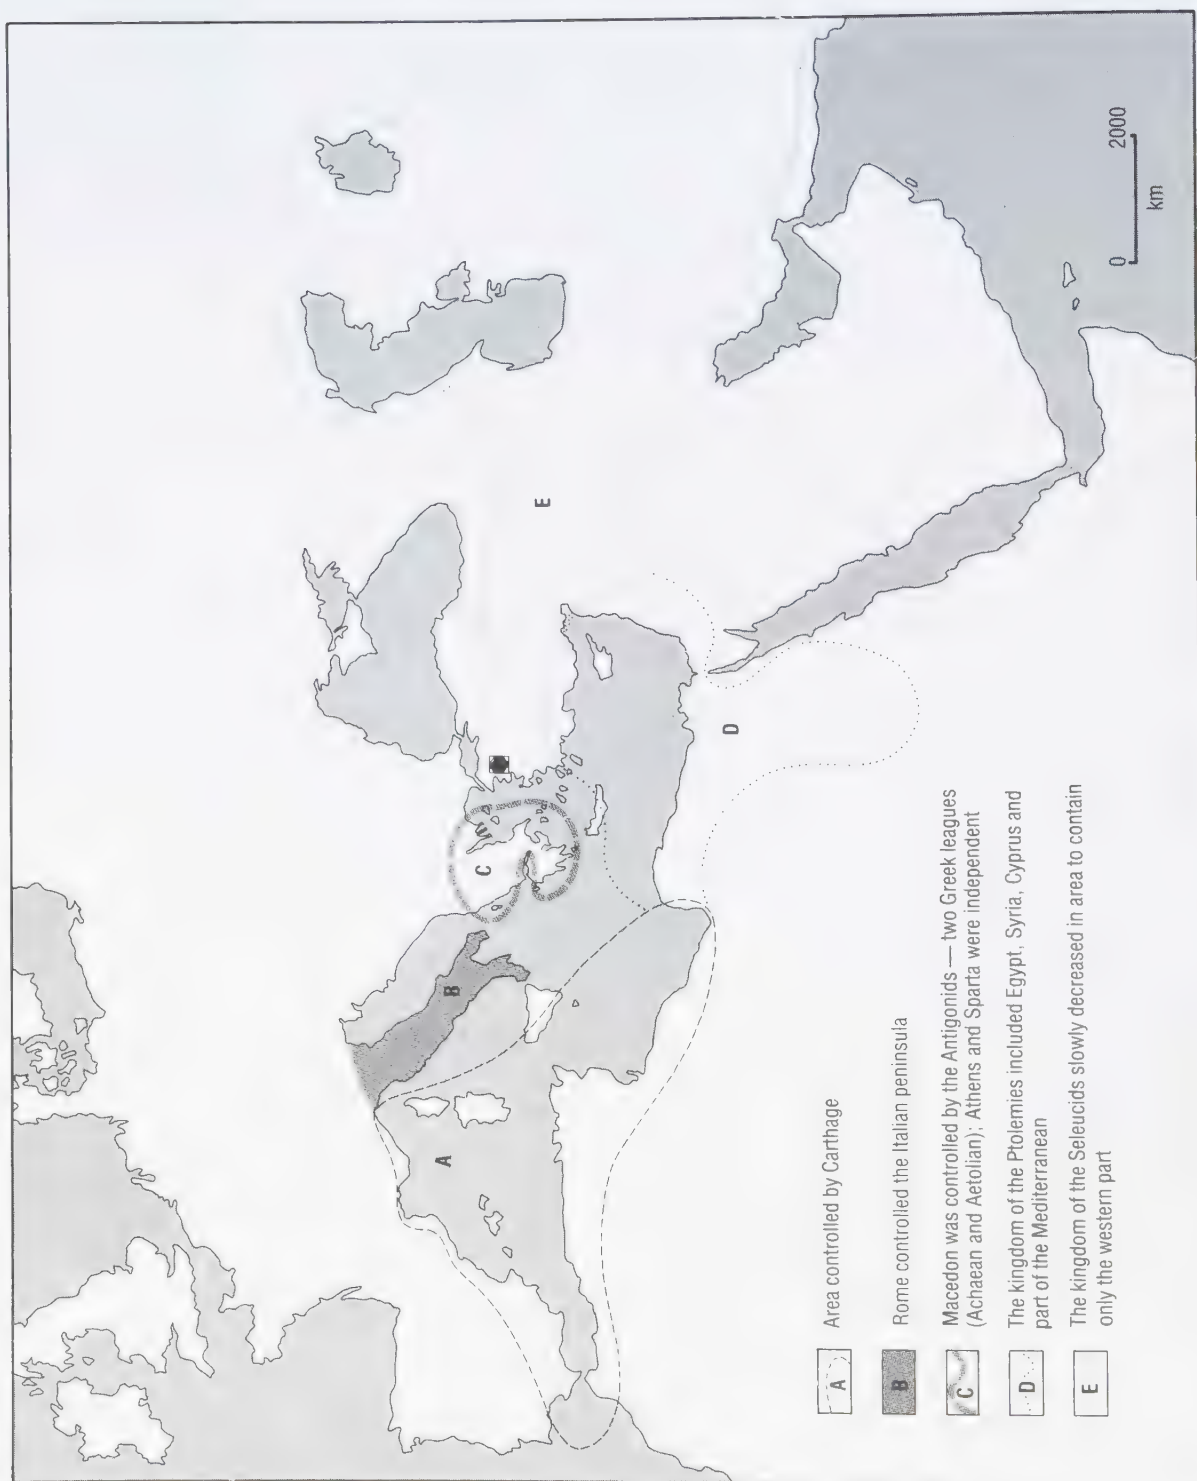 E
D
C
B
A
0 2000
km
A
Area controlled by Carthage
B
Rome controlled the Italian peninsula
C
Macedon was controlled by the Antigonids — two Greek leagues
(Achaean and Aetolian); Athens and Sparta were independent
D
The kingdom of the Ptolemies included Egypt, Syria, Cyprus and
part of the Mediterranean
E
The kingdom of the Seleucids slowly decreased in area to contain
only the western part